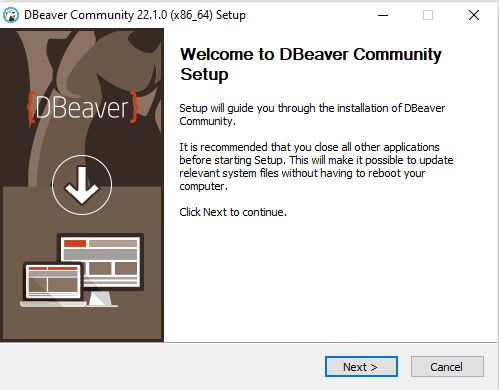 DBeaver Community 22.1.0 (x86_64) Setup
{DBeaver}
Welcome to DBeaver Community
Setup
Setup will guide you through the installation of DBeaver
Community.
It is recommended that you close all other applications
before starting Setup. This will make it possible to update
relevant system files without having to reboot your
computer.
Click Next to continue.
Next >
Cancel